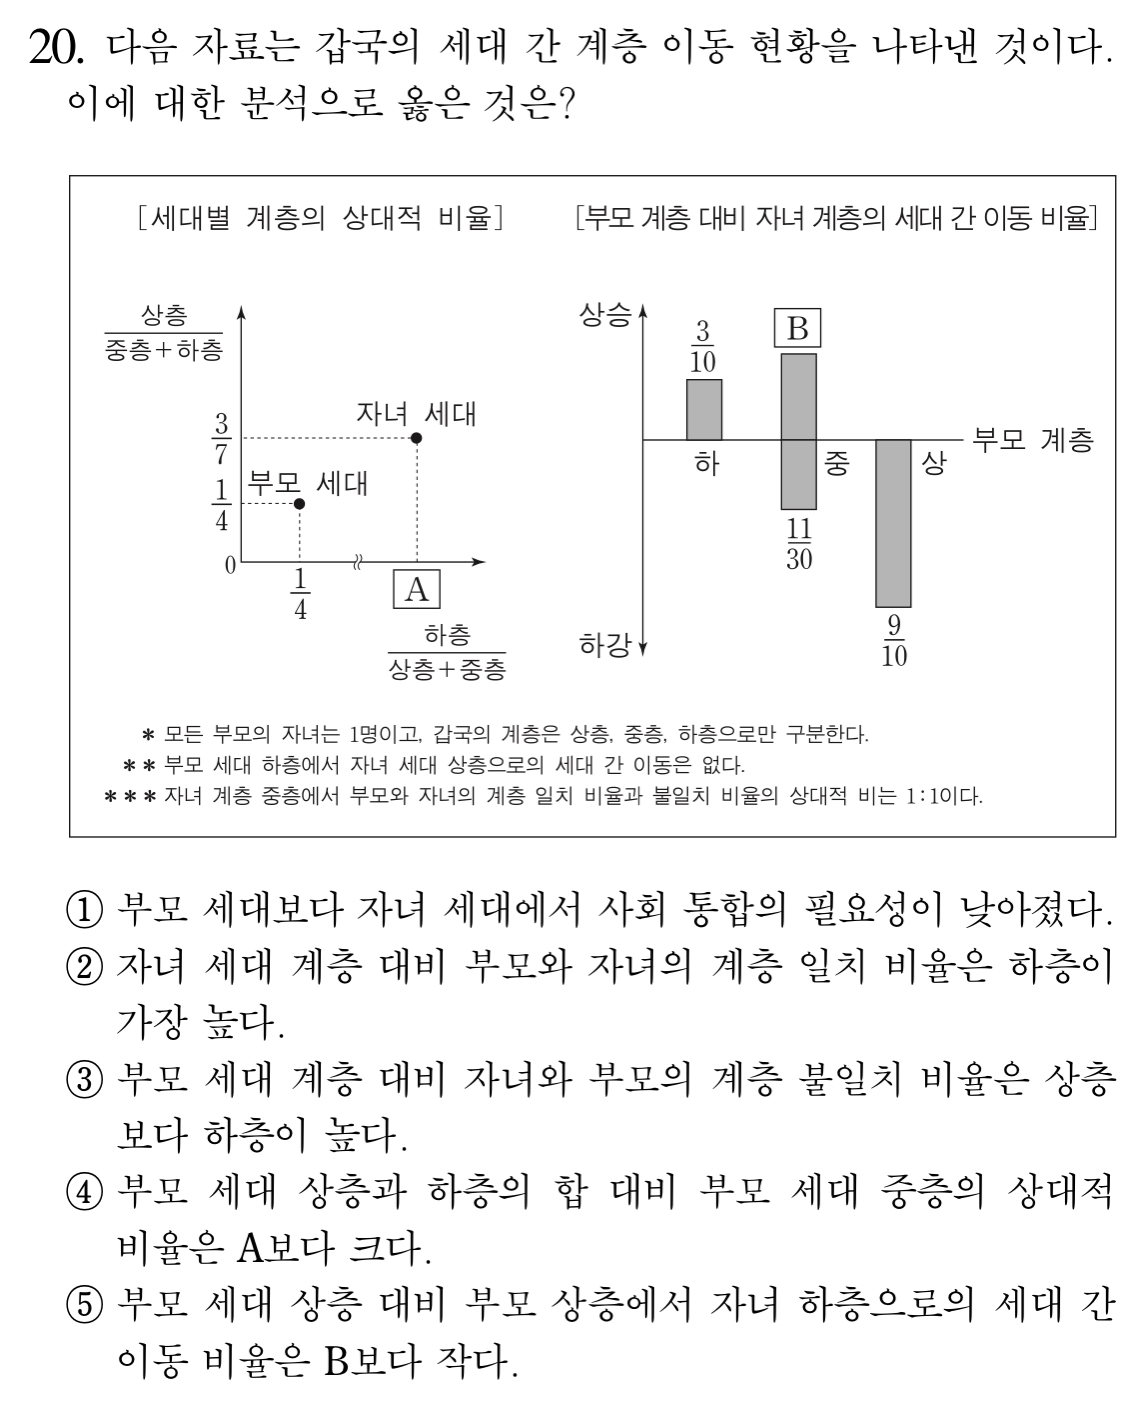 20. 다음 자료는 갑국의 세대 간 계층 이동 현황을 나타낸 것이다.
이에 대한 분석으로 옳은 것은?
[세대별 계층의 상대적 비율]
상층
중층+하층
3
7
1
4
0
자녀 세대
부모 세대
1
4
A
하층
상층+중층
[부모 계층 대비 자녀 계층의 세대 간 이동 비율]
상승
3
10
B
부모 계층
하
중
상
11
30
9
10
하강
* 모든 부모의 자녀는 1명이고, 갑국의 계층은 상층, 중층, 하층으로만 구분한다.
** 부모 세대 하층에서 자녀 세대 상층으로의 세대 간 이동은 없다.
*** 자녀 계층 중층에서 부모와 자녀의 계층 일치 비율과 불일치 비율의 상대적 비는 1:1이다.
① 부모 세대보다 자녀 세대에서 사회 통합의 필요성이 낮아졌다.
② 자녀 세대 계층 대비 부모와 자녀의 계층 일치 비율은 하층이
가장 높다.
③ 부모 세대 계층 대비 자녀와 부모의 계층 불일치 비율은 상층
보다 하층이 높다.
④ 부모 세대 상층과 하층의 합 대비 부모 세대 중층의 상대적
비율은 A보다 크다.
⑤ 부모 세대 상층 대비 부모 상층에서 자녀 하층으로의 세대 간
이동 비율은 B보다 작다.